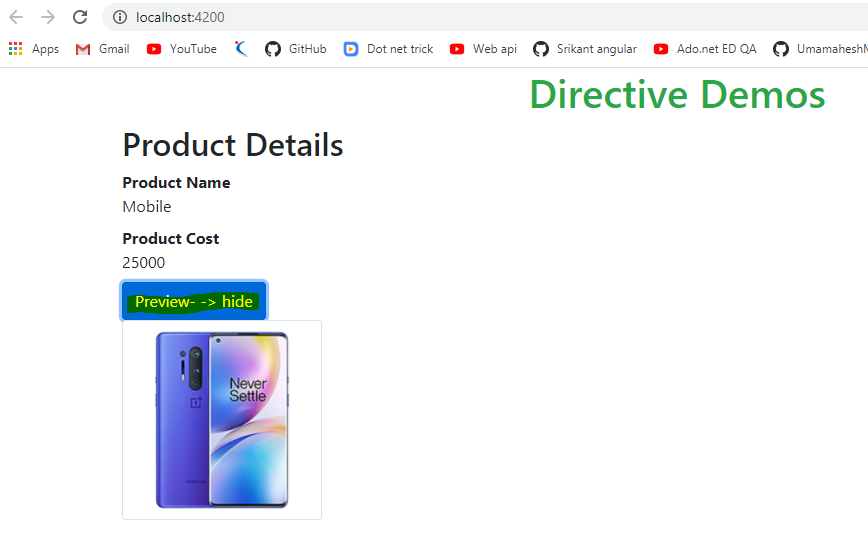 localhost:4200
Apps Gmail YouTube GitHub Dot net trick Web api Srikant angular Ado.net ED QA UmamaheshM
Directive Demos
Product Details
Product Name
Mobile
Product Cost
25000
Preview- -> hide
Never
Settle